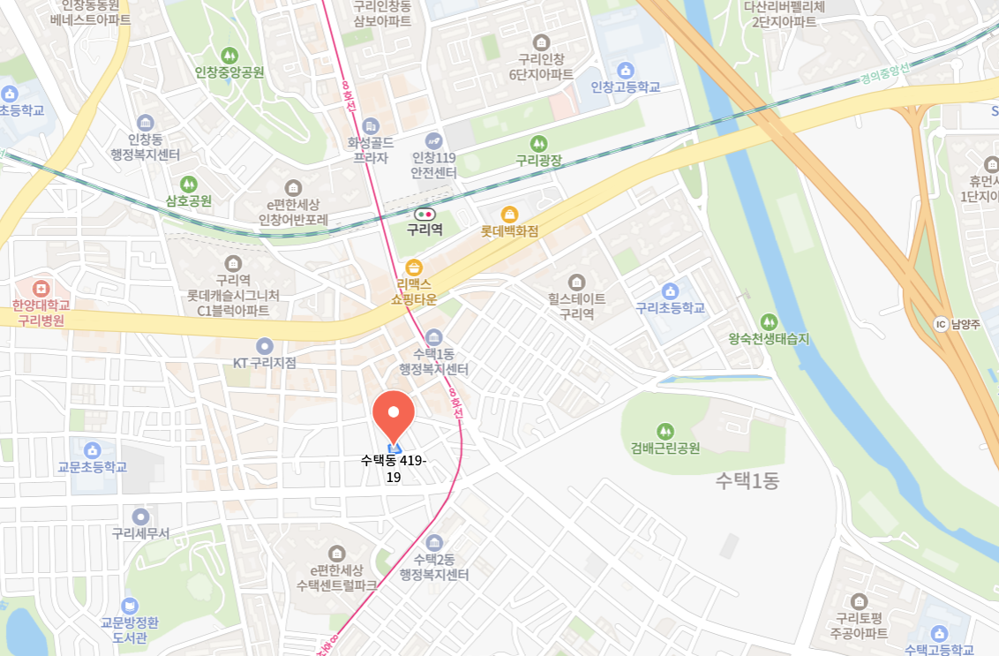 인창동동원
베네스트아파트
구리인창동
삼보아파트
다산리버펠리체
2단지아파트
구리인창
6단지아파트
인창중앙공원
인창고등학교
경의중앙선
8호선
초등학교
인창동
행정복지센터
화성골드
프라자
인창119
안전센터
구리광장
휴먼시
1단지아
삼호공원
e편한세상
인창어반포레
구리역
롯데백화점
구리역
롯데캐슬시그니처
C1블럭아파트
리맥스
쇼핑타운
힐스테이트
구리역
구리초등학교
한양대학교
구리병원
왕숙천생태습지
IC 남양주
KT 구리지점
수택1동
행정복지센터
8호선
검배근린공원
수택동 419-
19
교문초등학교
수택1동
구리세무서
수택2동
행정복지센터
e편한세상
수택센트럴파크
교문방정환
도서관
구리토평
주공아파트
수택고등학교
8호선